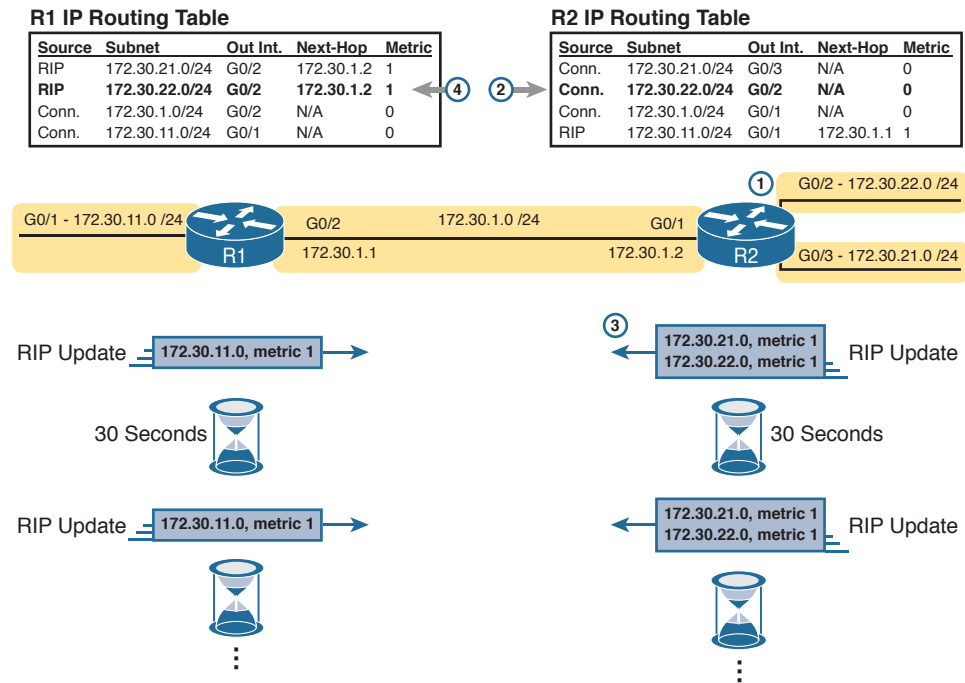 R1 IP Routing Table
Source Subnet Out Int. Next-Hop Metric
RIP 172.30.21.0/24 G0/2 172.30.1.2 1
RIP 172.30.22.0/24 G0/2 172.30.1.2 1
Conn. 172.30.1.0/24 G0/2 N/A 0
Conn. 172.30.11.0/24 G0/1 N/A 0
4
2
R2 IP Routing Table
Source Subnet Out Int. Next-Hop Metric
Conn. 172.30.21.0/24 G0/3 N/A 0
Conn. 172.30.22.0/24 G0/2 N/A 0
Conn. 172.30.1.0/24 G0/1 N/A 0
RIP 172.30.11.0/24 G0/1 172.30.1.1 1
1
G0/2 - 172.30.22.0 /24
G0/1 - 172.30.11.0 /24
G0/2
172.30.1.0 /24
G0/1
R1
172.30.1.1
172.30.1.2
R2
G0/3 - 172.30.21.0 /24
RIP Update
172.30.11.0, metric 1
3
172.30.21.0, metric 1
172.30.22.0, metric 1
RIP Update
30 Seconds
30 Seconds
RIP Update
172.30.11.0, metric 1
172.30.21.0, metric 1
172.30.22.0, metric 1
RIP Update